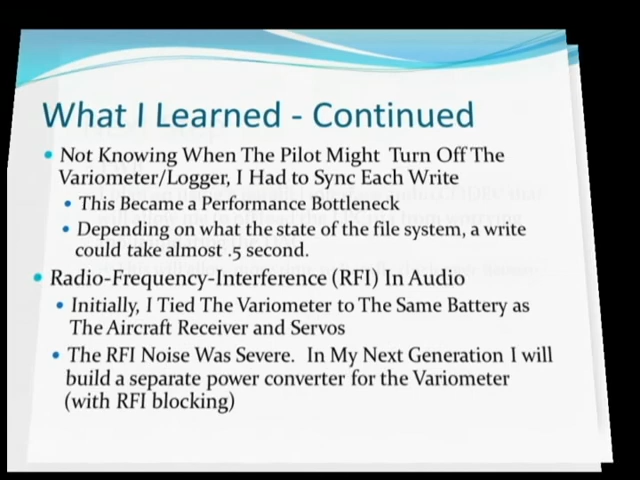 What I Learned - Continued
Not Knowing When The Pilot Might Turn Off The
Variometer/Logger, I Had to Sync Each Write
This Became a Performance Bottleneck
Depending on what the state of the file system, a write
could take almost .5 second.
Radio-Frequency-Interference (RFI) In Audio
Initially, I Tied The Variometer to The Same Battery as
The Aircraft Receiver and Servos
The RFI Noise Was Severe. In My Next Generation I will
build a separate power converter for the Variometer
(with RFI blocking)